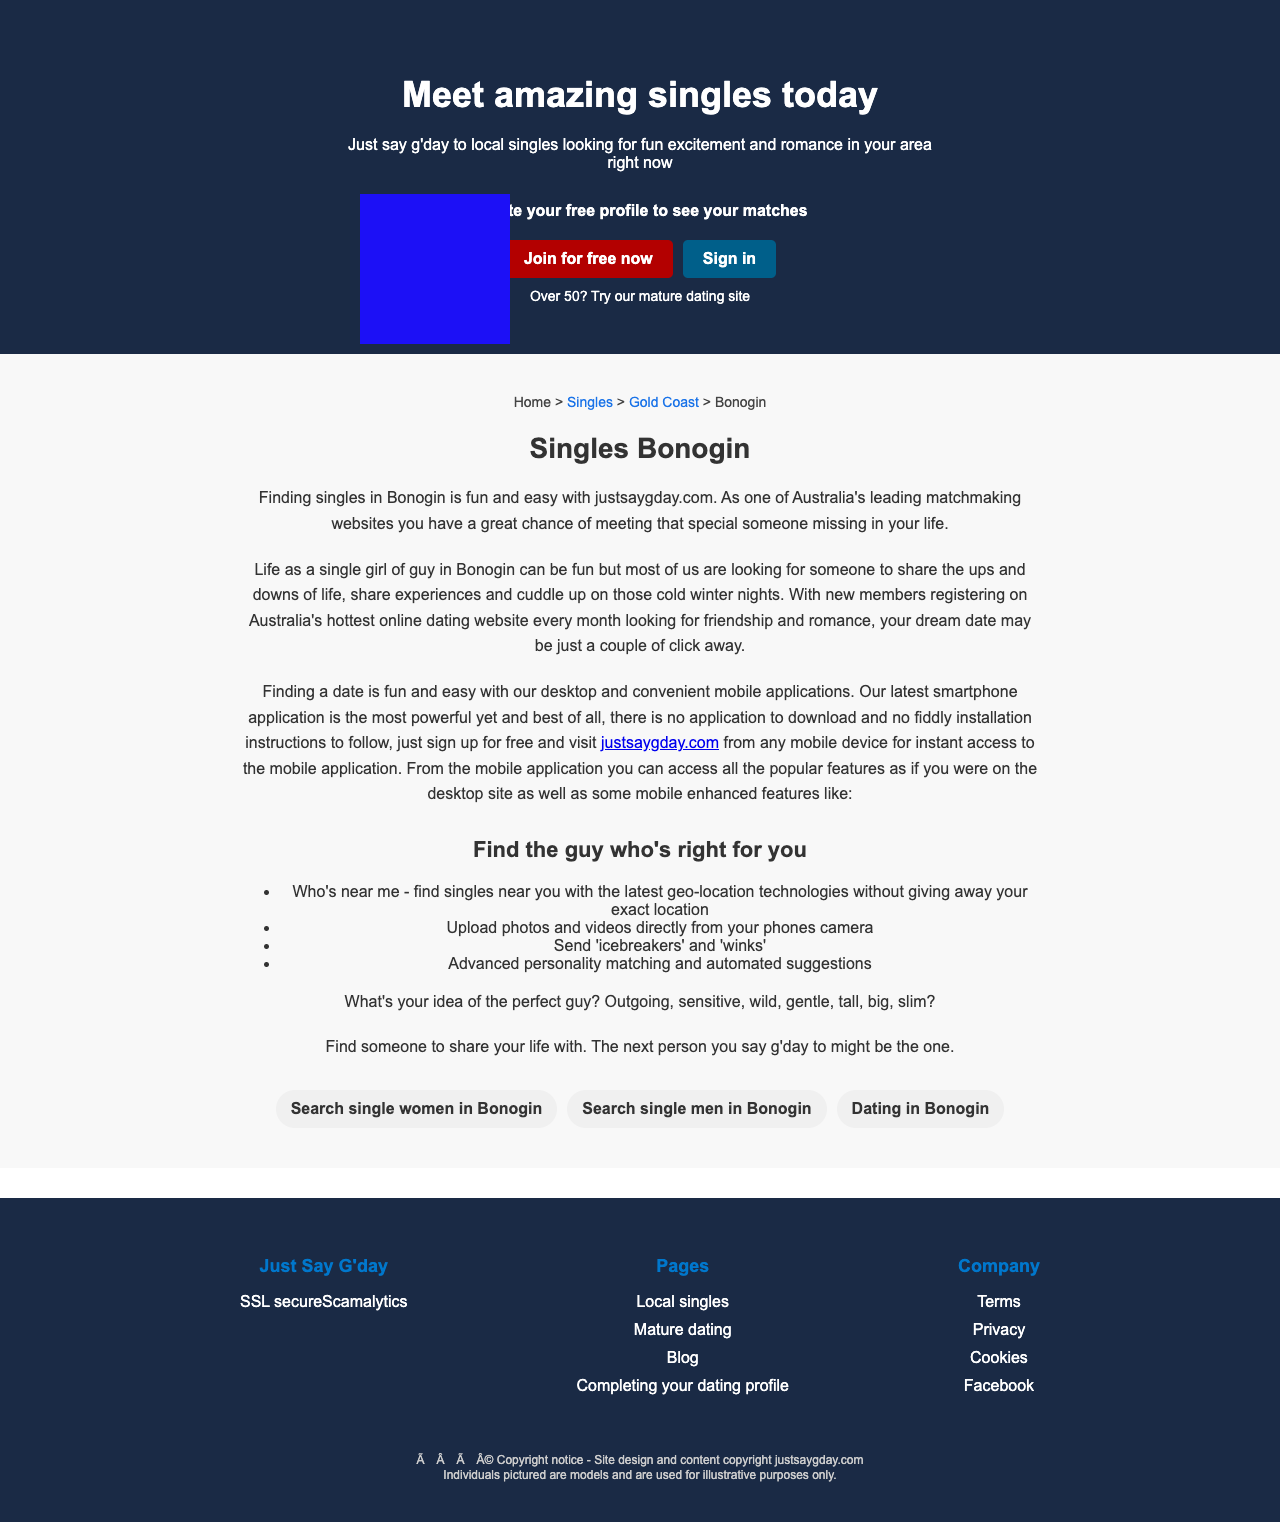 Meet amazing singles today
Just say g'day to local singles looking for fun excitement and romance in your area
right now
your free profile to see your matches
Join for free now
Sign in
Over 50? Try our mature dating site
Home > Singles > Gold Coast > Bonogin
Singles Bonogin
Finding singles in Bonogin is fun and easy with justsaygday.com. As one of Australia's leading matchmaking
websites you have a great chance of meeting that special someone missing in your life.
Life as a single girl of guy in Bonogin can be fun but most of us are looking for someone to share the ups and
downs of life, share experiences and cuddle up on those cold winter nights. With new members registering on
Australia's hottest online dating website every month looking for friendship and romance, your dream date may
be just a couple of click away.
Finding a date is fun and easy with our desktop and convenient mobile applications. Our latest smartphone
application is the most powerful yet and best of all, there is no application to download and no fiddly installation
instructions to follow, just sign up for free and visit justsaygday.com from any mobile device for instant access to
the mobile application. From the mobile application you can access all the popular features as if you were on the
desktop site as well as some mobile enhanced features like:
Find the guy who's right for you
• Who's near me - find singles near you with the latest geo-location technologies without giving away your
exact location
• Upload photos and videos directly from your phones camera
• Send 'icebreakers' and 'winks'
• Advanced personality matching and automated suggestions
What's your idea of the perfect guy? Outgoing, sensitive, wild, gentle, tall, big, slim?
Find someone to share your life with. The next person you say g'day to might be the one.
Search single women in Bonogin
Search single men in Bonogin
Dating in Bonogin
Just Say G'day
SSL secureScamalytics
Pages
Local singles
Mature dating
Blog
Completing your dating profile
Company
Terms
Privacy
Cookies
Facebook
Ã Â Ã Â© Copyright notice - Site design and content copyright justsaygday.com
Individuals pictured are models and are used for illustrative purposes only.